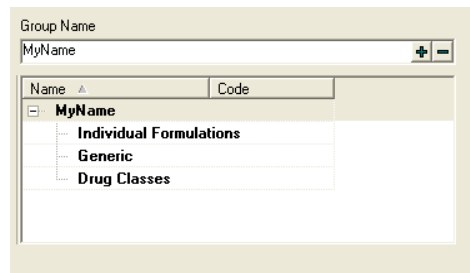 Group Name
MyName
Name Code
MyName
Individual Formulations
Generic
Drug Classes